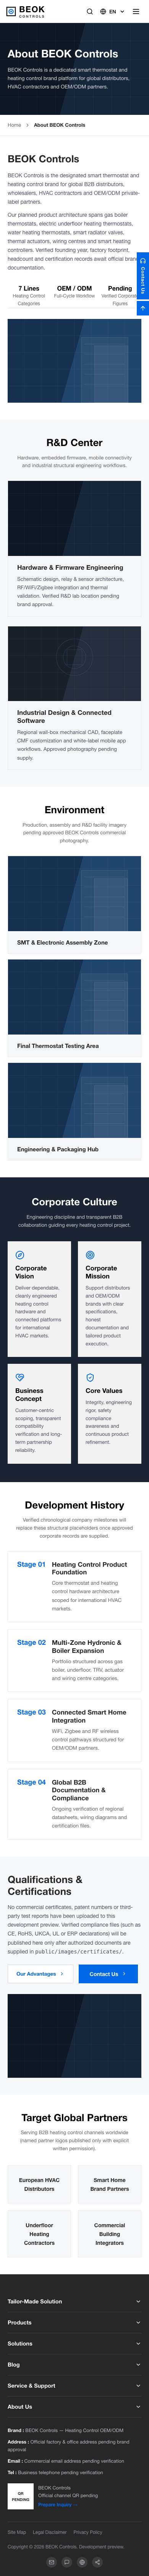 BEOK
CONTROLS
EN
About BEOK Controls
BEOK Controls is a dedicated smart thermostat and
heating control brand platform for global B2B distributors,
HVAC contractors and OEM/ODM partners.
Home > About BEOK Controls
BEOK Controls
BEOK Controls is the designated smart thermostat and
heating control brand for global B2B distributors,
wholesalers, HVAC contractors and OEM/ODM private-
label partners.
Our planned product architecture spans gas boiler
thermostats, electric underfloor heating thermostats,
water heating thermostats, smart radiator valves,
thermal actuators, wiring centres and smart heating
controls. Verified founding year, factory footprint,
headcount and certification records await official brand
documentation.
Contact Us
7 Lines
Heating Control
Categories
OEM / ODM
Full-Cycle Workflow
Pending
Verified Corporate
Figures
R&D Center
Hardware, embedded firmware, mobile connectivity
and industrial structural engineering workflows.
Hardware & Firmware Engineering
Schematic design, relay & sensor architecture,
RF/WiFi/Zigbee integration and thermal
validation. Verified R&D lab location pending
brand approval.
Industrial Design & Connected
Software
Regional wall-box mechanical CAD, faceplate
CMF customization and white-label mobile app
workflows. Approved photography pending
supply.
Environment
Production, assembly and R&D facility imagery
pending approved BEOK Controls commercial
photography.
SMT & Electronic Assembly Zone
Final Thermostat Testing Area
Engineering & Packaging Hub
Corporate Culture
Engineering discipline and transparent B2B
collaboration guiding every heating control project.
Corporate
Vision
Deliver dependable,
cleanly engineered
heating control
hardware and
connected platforms
for international
HVAC markets.
Corporate
Mission
Support distributors
and OEM/ODM
brands with clear
specifications,
honest
documentation and
tailored product
execution.
Business
Concept
Customer-centric
scoping, transparent
compatibility
verification and long-
term partnership
reliability.
Core Values
Integrity, engineering
rigor, safety
compliance
awareness and
continuous product
refinement.
Development History
Verified chronological company milestones will
replace these structural placeholders once approved
corporate records are supplied.
Stage 01
Heating Control Product
Foundation
Core thermostat and heating
control hardware architecture
scoped for international HVAC
markets.
Stage 02
Multi-Zone Hydronic &
Boiler Expansion
Portfolio structured across gas
boiler, underfloor, TRV, actuator
and wiring centre categories.
Stage 03
Connected Smart Home
Integration
WiFi, Zigbee and RF wireless
control pathways structured for
OEM/ODM partners.
Stage 04
Global B2B
Documentation &
Compliance
Ongoing verification of regional
datasheets, wiring diagrams and
certification files.
Qualifications &
Certifications
No commercial certificates, patent numbers or third-
party test reports have been uploaded to this
development preview. Verified compliance files (such as
CE, RoHS, UKCA, UL or ERP declarations) will be
published only after authorized documents are
supplied in public/images/certificates/.
Our Advantages >
Contact Us >
Target Global Partners
Serving B2B heating control channels worldwide
(named partner logos published only with explicit
written permission).
European HVAC
Distributors
Smart Home
Brand Partners
Underfloor
Heating
Contractors
Commercial
Building
Integrators
Tailor-Made Solution
Products
Solutions
Blog
Service & Support
About Us
Brand : BEOK Controls — Heating Control OEM/ODM
Address : Official factory & office address pending brand
approval
Email : Commercial email address pending verification
Tel : Business telephone pending verification
QR
PENDING
BEOK Controls
Official channel QR pending
Prepare Inquiry →
Site Map
Legal Disclaimer
Privacy Policy
Copyright © 2026 BEOK Controls. Development preview.